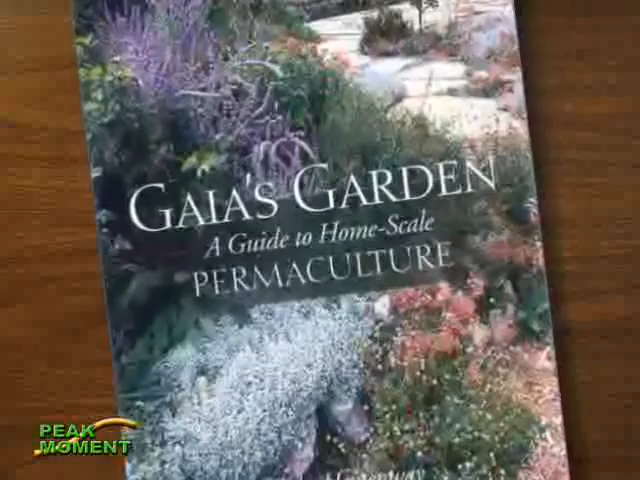 GAIA'S GARDEN
A Guide to Home-Scale
PERMACULTURE
PEAK
MOMENT